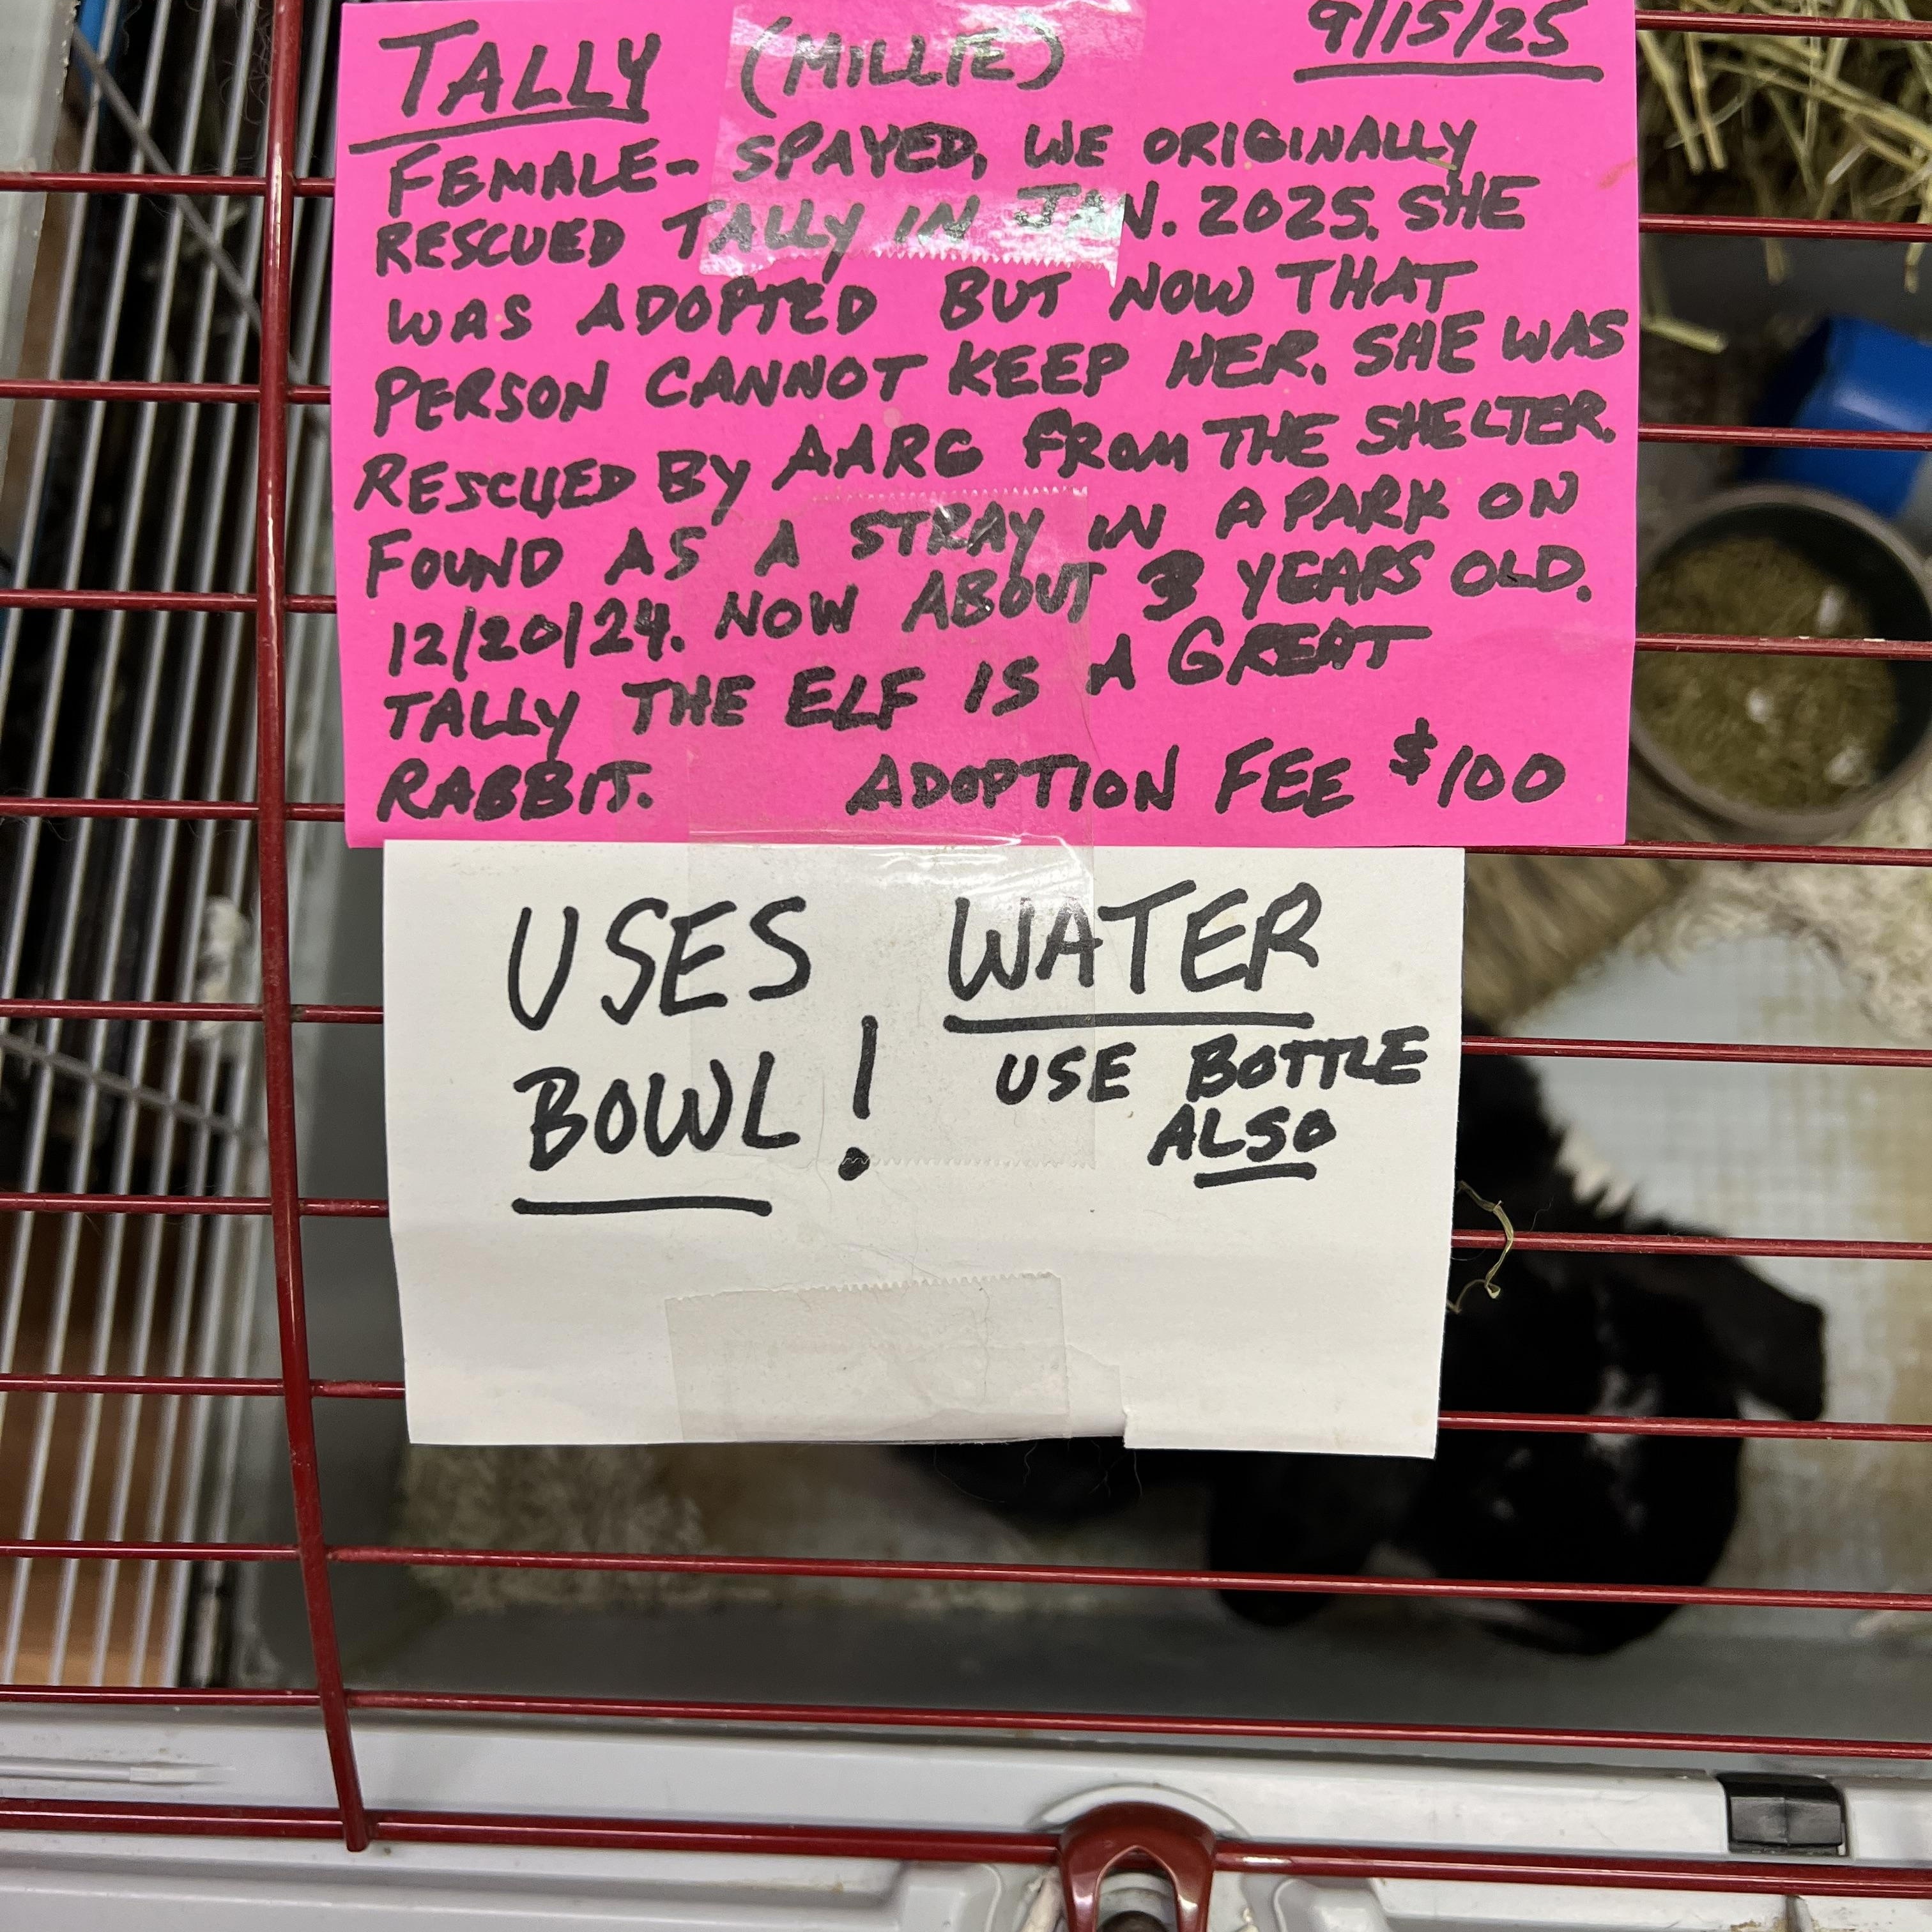 TALLY (MILLIE) 9/15/25
FEMALE- SPAYED, WE ORIGINALLY
RESCUED TALLY IN JAN. 2025. SHE
WAS ADOPTED BUT NOW THAT
PERSON CANNOT KEEP HER. SHE WAS
RESCUED BY AARG FROM THE SHELTER.
FOUND AS A STRAY IN A PARK ON
12/20/24. NOW ABOUT 3 YEARS OLD.
TALLY THE ELF IS A GREAT
RABBIT. ADOPTION FEE $100
USES WATER
BOWL! USE BOTTLE
ALSO